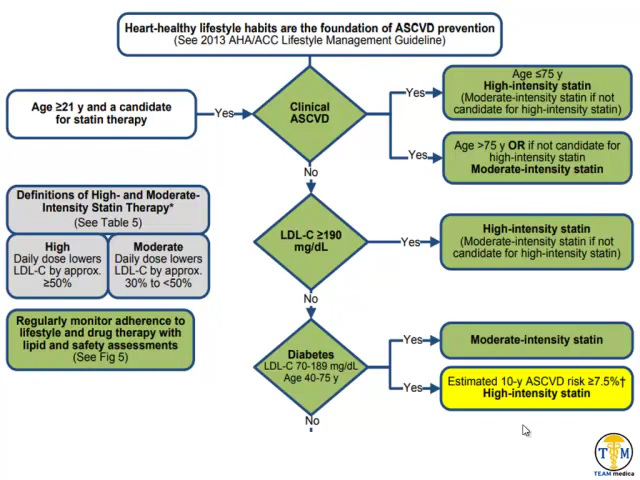 Heart-healthy lifestyle habits are the foundation of ASCVD prevention
(See 2013 AHA/ACC Lifestyle Management Guideline)
Age ≥21 y and a candidate
for statin therapy
Yes
Clinical
ASCVD
Yes
Age ≤75 y
High-intensity statin
(Moderate-intensity statin if not
candidate for high-intensity statin)
Yes
Age >75 y OR if not candidate for
high-intensity statin
Moderate-intensity statin
No
Definitions of High- and Moderate-
Intensity Statin Therapy*
(See Table 5)
High
Daily dose lowers
LDL-C by approx.
≥50%
Moderate
Daily dose lowers
LDL-C by approx.
30% to <50%
LDL-C ≥190
mg/dL
Yes
High-intensity statin
(Moderate-intensity statin if not
candidate for high-intensity statin)
No
Regularly monitor adherence to
lifestyle and drug therapy with
lipid and safety assessments
(See Fig 5)
Diabetes
LDL-C 70-189 mg/dL
Age 40-75 y
Yes
Moderate-intensity statin
Yes
Estimated 10-y ASCVD risk ≥7.5%†
High-intensity statin
No
T M
TEAM medica